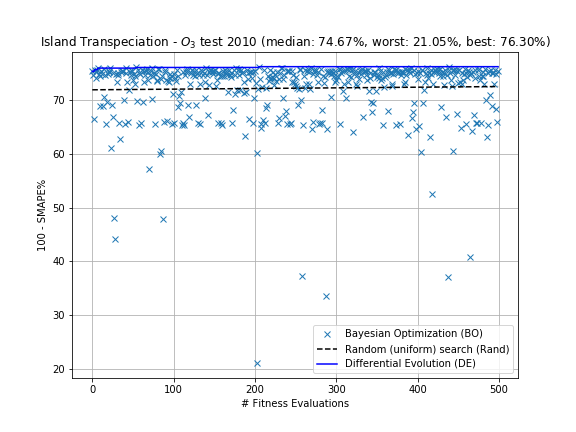 Island Transpeciation - O3 test 2010 (median: 74.67%, worst: 21.05%, best: 76.30%)
100 - SMAPE%
70
60
50
40
30
20
0
100
200
300
400
500
# Fitness Evaluations
Bayesian Optimization (BO)
Random (uniform) search (Rand)
Differential Evolution (DE)